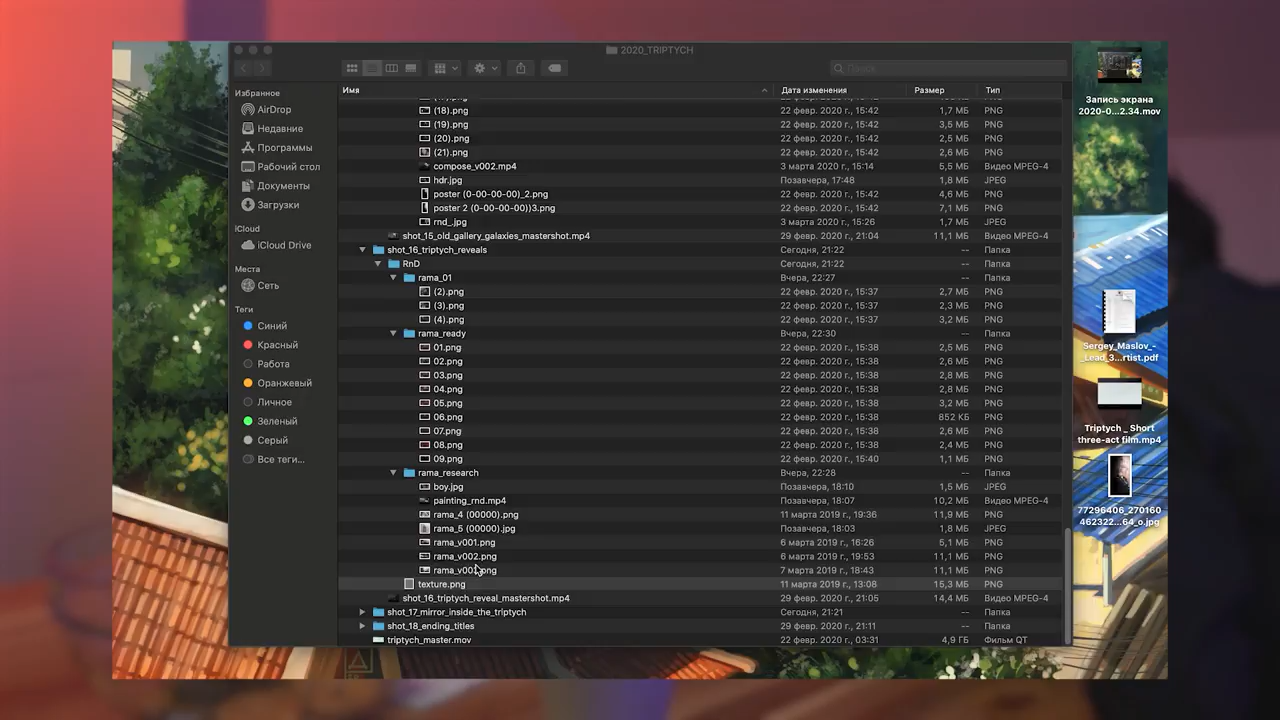 2020_TRIPTYCH
Поиск
Имя Дата изменения Размер Тип
Избранное
AirDrop
Недавние
Программы
Рабочий стол
Документы
Загрузки
iCloud
iCloud Drive
Места
Сеть
Теги
Синий
Красный
Работа
Оранжевый
Личное
Зеленый
Серый
Все теги...
(18).png 22 февр. 2020 г., 15:42 1,7 МБ PNG
(19).png 22 февр. 2020 г., 15:42 3,5 МБ PNG
(20).png 22 февр. 2020 г., 15:42 2,5 МБ PNG
(21).png 22 февр. 2020 г., 15:42 2,6 МБ PNG
compose_v002.mp4 3 марта 2020 г., 15:14 5,5 МБ Видео MPEG-4
hdr.jpg Позавчера, 17:48 1,8 МБ JPEG
poster (0-00-00-00)_2.png 22 февр. 2020 г., 15:42 4,6 МБ PNG
poster 2 (0-00-00-00))3.png 22 февр. 2020 г., 15:42 7,1 МБ PNG
rnd_.jpg 3 марта 2020 г., 15:26 1,7 МБ JPEG
shot_15_old_gallery_galaxies_mastershot.mp4 29 февр. 2020 г., 21:04 11,1 МБ Видео MPEG-4
shot_16_triptych_reveals Сегодня, 21:22 -- Папка
RnD Сегодня, 21:22 -- Папка
rama_01 Вчера, 22:27 -- Папка
(2).png 22 февр. 2020 г., 15:37 2,7 МБ PNG
(3).png 22 февр. 2020 г., 15:37 2,3 МБ PNG
(4).png 22 февр. 2020 г., 15:37 3,2 МБ PNG
rama_ready Вчера, 22:30 -- Папка
01.png 22 февр. 2020 г., 15:38 2,5 МБ PNG
02.png 22 февр. 2020 г., 15:38 2,6 МБ PNG
03.png 22 февр. 2020 г., 15:38 2,8 МБ PNG
04.png 22 февр. 2020 г., 15:38 2,8 МБ PNG
05.png 22 февр. 2020 г., 15:38 3,2 МБ PNG
06.png 22 февр. 2020 г., 15:38 852 КБ PNG
07.png 22 февр. 2020 г., 15:38 2,6 МБ PNG
08.png 22 февр. 2020 г., 15:38 2,4 МБ PNG
09.png 22 февр. 2020 г., 15:40 1,1 МБ PNG
rama_research Вчера, 22:28 -- Папка
boy.jpg Позавчера, 18:10 1,5 МБ JPEG
painting_rnd.mp4 Позавчера, 18:07 10,2 МБ Видео MPEG-4
rama_4 (00000).png 11 марта 2019 г., 19:36 11,9 МБ PNG
rama_5 (00000).jpg Позавчера, 18:03 1,8 МБ JPEG
rama_v001.png 6 марта 2019 г., 16:26 5,1 МБ PNG
rama_v002.png 6 марта 2019 г., 19:53 11,1 МБ PNG
7 марта 2019 г., 18:43 11,1 МБ PNG
texture.png 11 марта 2019 г., 13:08 15,3 МБ PNG
shot_16_triptych_reveal_mastershot.mp4 29 февр. 2020 г., 21:05 14,4 МБ Видео MPEG-4
shot_17_mirror_inside_the_triptych Сегодня, 21:21 -- Папка
shot_18_ending_titles 29 февр. 2020 г., 21:11 -- Папка
triptych_master.mov 22 февр. 2020 г., 03:31 4,9 ГБ Фильм QT
Запись экрана
2020-0...2.34.mov
Sergey_Maslov_-
_Lead_3...rtist.pdf
Triptych _ Short
three-act film.mp4
77296406_270160
462322...64_o.jpg